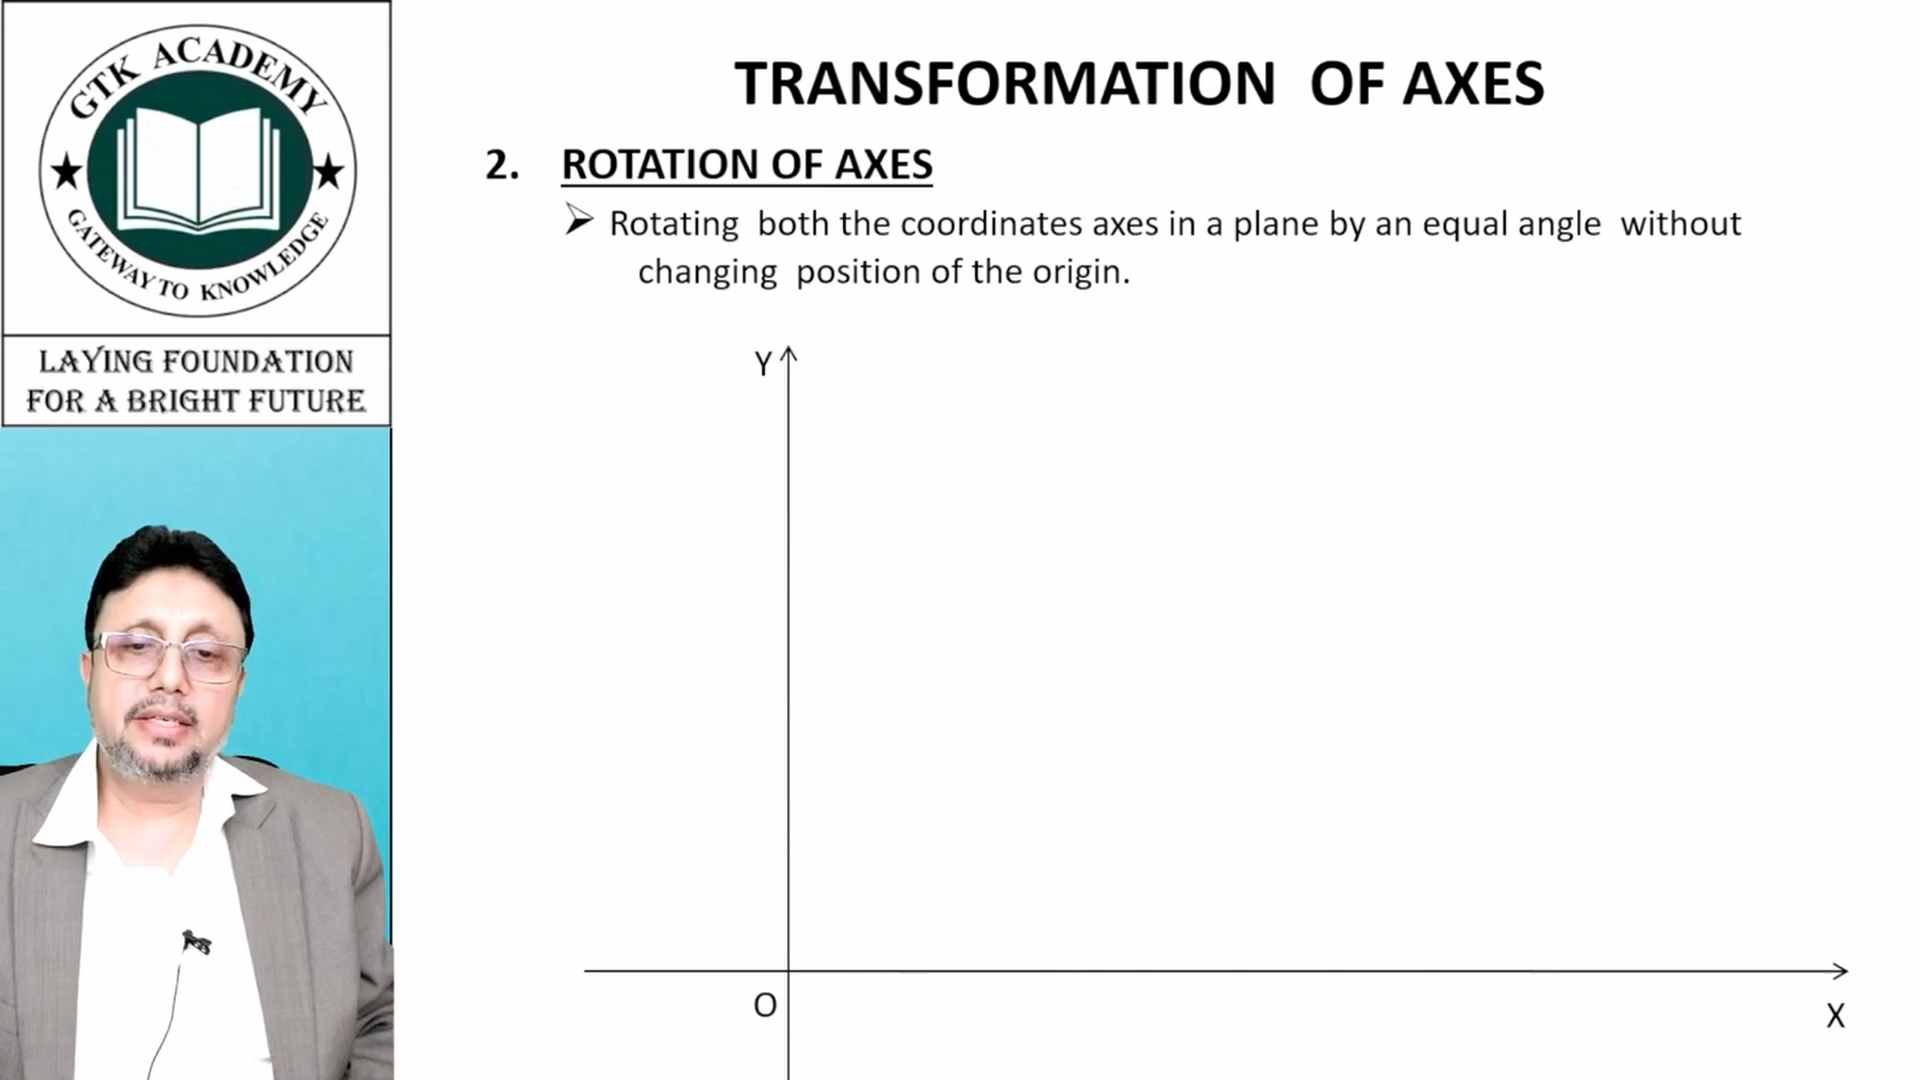 GTK ACADEMY
GATEWAY TO KNOWLEDGE
LAYING FOUNDATION
FOR A BRIGHT FUTURE
TRANSFORMATION OF AXES
2. ROTATION OF AXES
➢ Rotating both the coordinates axes in a plane by an equal angle without
changing position of the origin.
Y
O
X